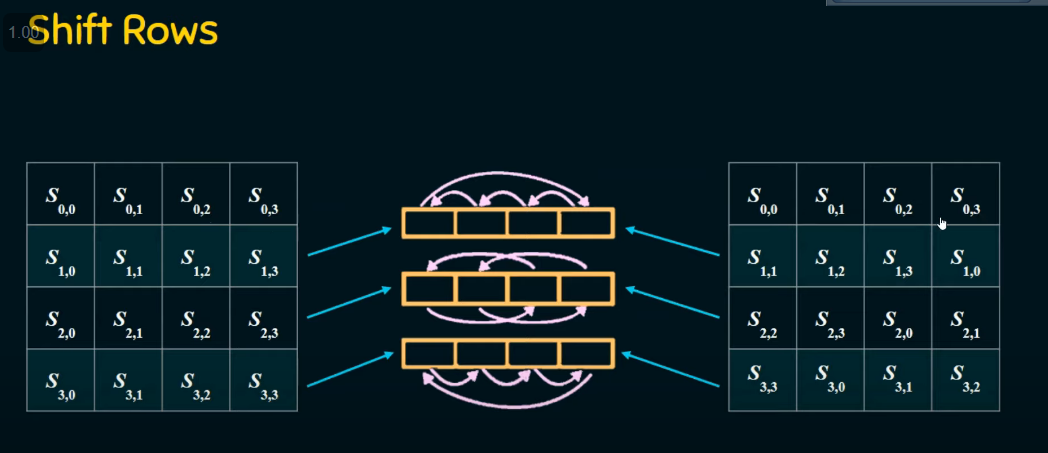 1.00
Shift Rows
S0,0 S0,1 S0,2 S0,3 S0,0 S0,1 S0,2 S0,3
S1,0 S1,1 S1,2 S1,3 S1,1 S1,2 S1,3 S1,0
S2,0 S2,1 S2,2 S2,3 S2,2 S2,3 S2,0 S2,1
S3,0 S3,1 S3,2 S3,3 S3,3 S3,0 S3,1 S3,2